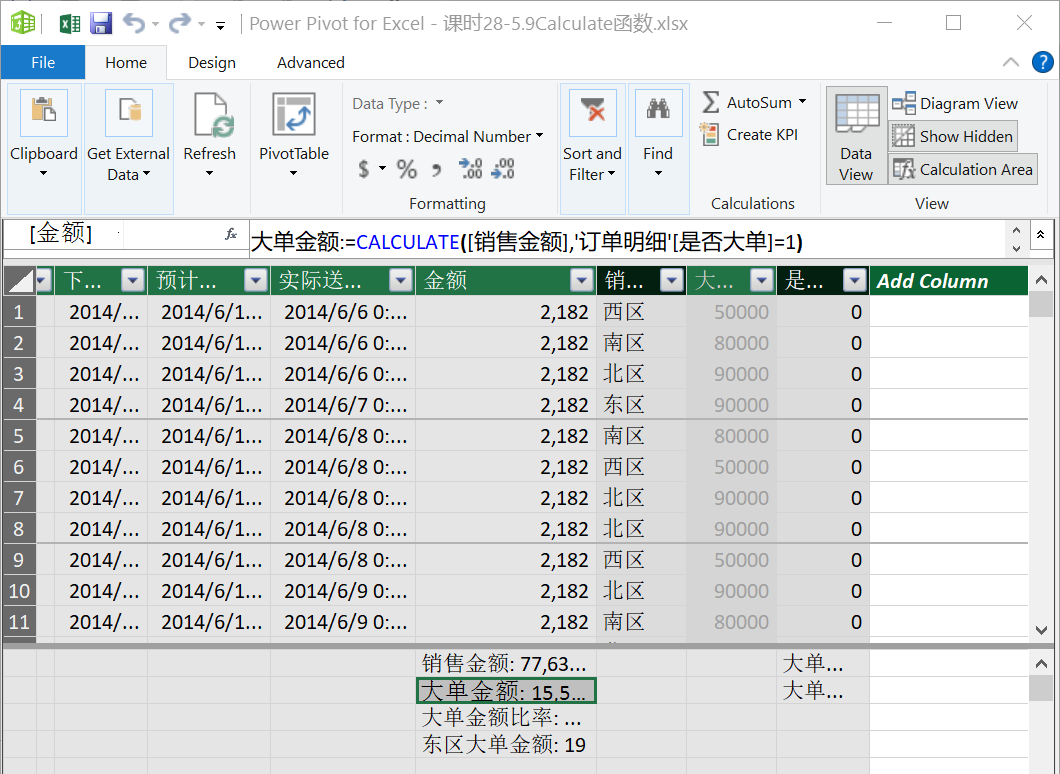 Power Pivot for Excel - 课时28-5.9Calculate函数.xlsx
File Home Design Advanced
Clipboard
Get External Data
Refresh
PivotTable
Data Type :
Format : Decimal Number
$ % ,
Formatting
Sort and Filter
Find
AutoSum
Create KPI
Calculations
Data View
Diagram View
Show Hidden
Calculation Area
View
[金额] fx 大单金额:=CALCULATE([销售金额],'订单明细'[是否大单]=1)
下... 预计... 实际送... 金额 销... 大... 是... Add Column
1 2014/... 2014/6/1... 2014/6/6 0:... 2,182 西区 50000 0
2 2014/... 2014/6/1... 2014/6/6 0:... 2,182 南区 80000 0
3 2014/... 2014/6/1... 2014/6/6 0:... 2,182 北区 90000 0
4 2014/... 2014/6/1... 2014/6/7 0:... 2,182 东区 90000 0
5 2014/... 2014/6/1... 2014/6/8 0:... 2,182 南区 80000 0
6 2014/... 2014/6/1... 2014/6/8 0:... 2,182 西区 50000 0
7 2014/... 2014/6/1... 2014/6/8 0:... 2,182 北区 90000 0
8 2014/... 2014/6/1... 2014/6/8 0:... 2,182 北区 90000 0
9 2014/... 2014/6/1... 2014/6/8 0:... 2,182 西区 50000 0
10 2014/... 2014/6/1... 2014/6/9 0:... 2,182 北区 90000 0
11 2014/... 2014/6/1... 2014/6/9 0:... 2,182 南区 80000 0
销售金额: 77,63... 大单...
大单金额: 15,5... 大单...
大单金额比率: ...
东区大单金额: 19